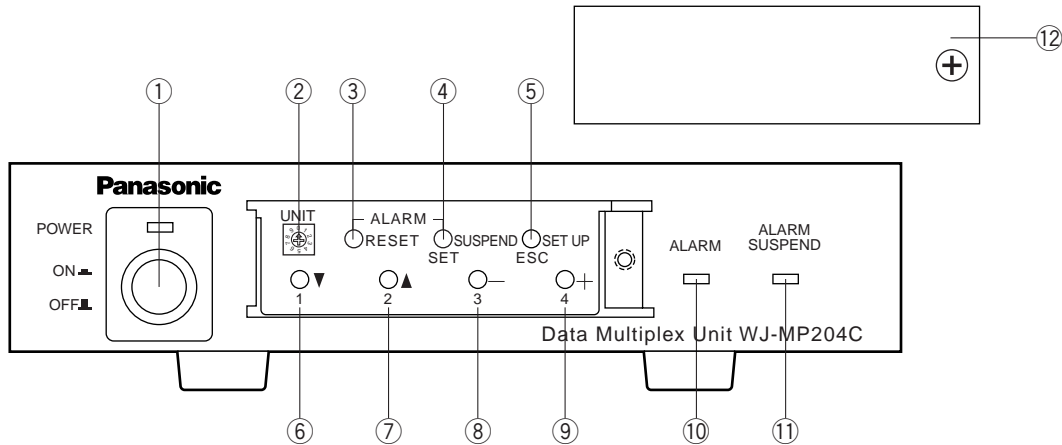 ⑫
① ② ③ ④ ⑤
Panasonic
POWER
ON
OFF
UNIT
ALARM
RESET SUSPEND SET UP
SET ESC
1 ▼ 2 ▲ 3 − 4 +
ALARM
ALARM
SUSPEND
Data Multiplex Unit WJ-MP204C
⑥ ⑦ ⑧ ⑨ ⑩ ⑪